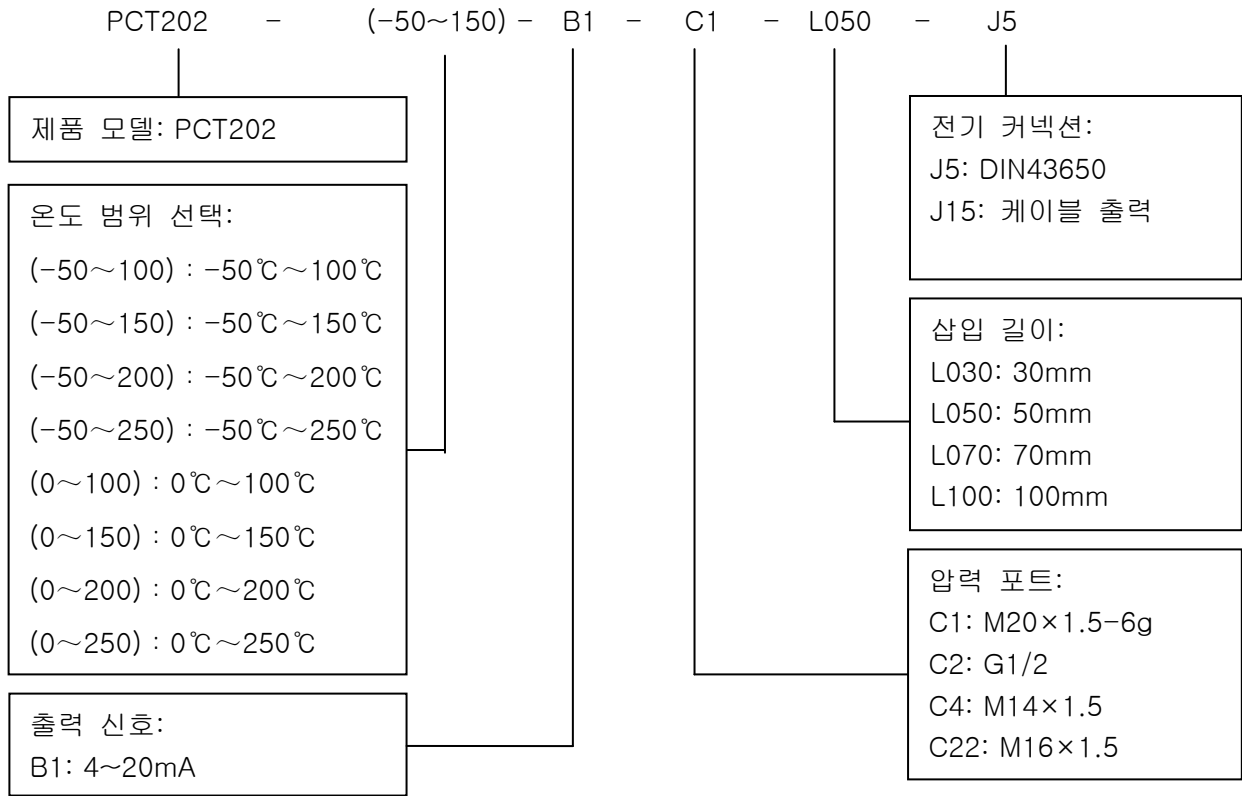 PCT202 - (-50～150) - B1 - C1 - L050 - J5
제품 모델: PCT202
온도 범위 선택:
(-50～100) : -50℃～100℃
(-50～150) : -50℃～150℃
(-50～200) : -50℃～200℃
(-50～250) : -50℃～250℃
(0～100) : 0℃～100℃
(0～150) : 0℃～150℃
(0～200) : 0℃～200℃
(0～250) : 0℃～250℃
출력 신호:
B1: 4~20mA
전기 커넥션:
J5: DIN43650
J15: 케이블 출력
삽입 길이:
L030: 30mm
L050: 50mm
L070: 70mm
L100: 100mm
압력 포트:
C1: M20×1.5-6g
C2: G1/2
C4: M14×1.5
C22: M16×1.5